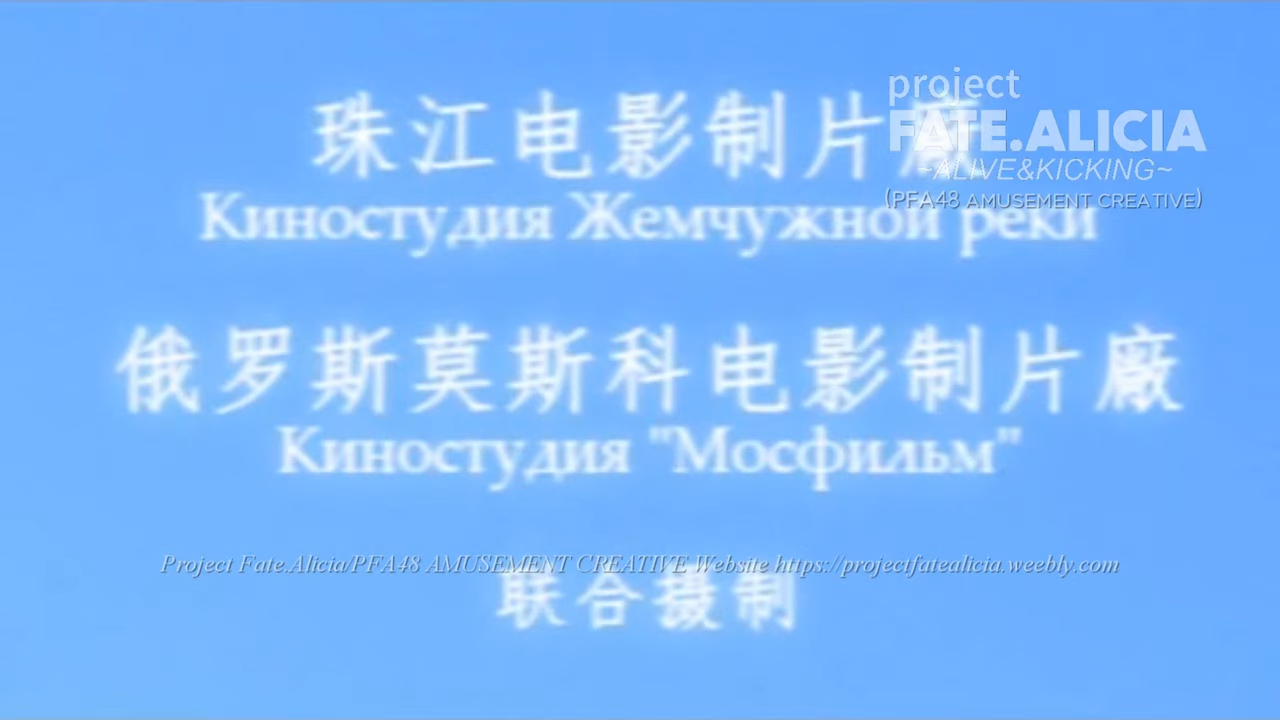 珠江电影制片廠
project
FATE.ALICIA
~ALIVE&KICKING~
(PFA48 AMUSEMENT CREATIVE)
Киностудия Жемчужной реки
俄罗斯莫斯科电影制片廠
Киностудия "Мосфильм"
Project Fate.Alicia/PFA48 AMUSEMENT CREATIVE Website https://projectfatealicia.weebly.com
联合摄制